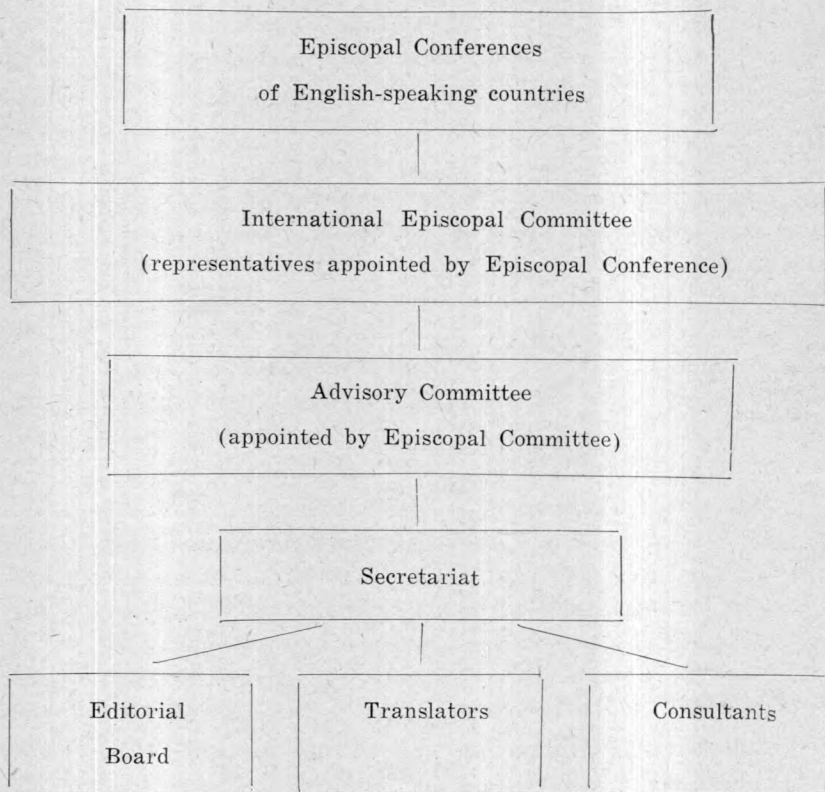 Episcopal Conferences
of English-speaking countries
International Episcopal Committee
(representatives appointed by Episcopal Conference)
Advisory Committee
(appointed by Episcopal Committee)
Secretariat
Editorial
Board
Translators
Consultants